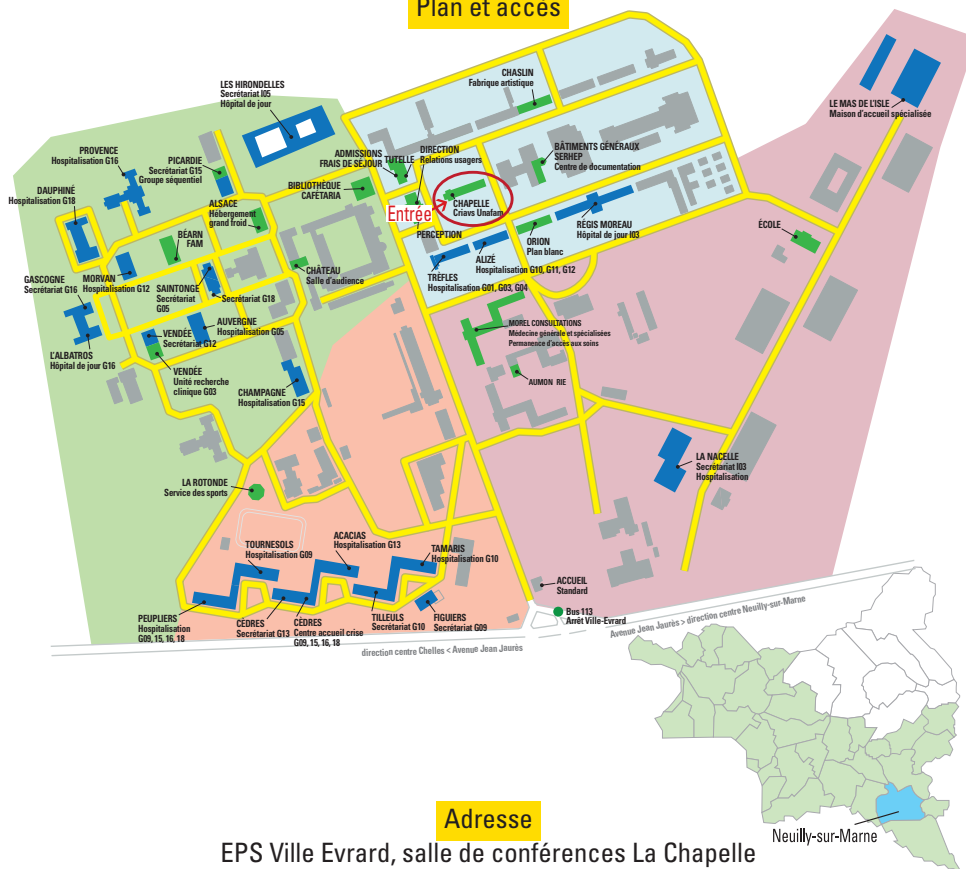 Plan et accès
LES HIRONDELLES
Secrétariat I05
Hôpital de jour
CHASLIN
Fabrique artistique
LE MAS DE L'ISLE
Maison d'accueil spécialisée
PROVENCE
Hospitalisation G16
PICARDIE
Secrétariat G15
Groupe séquentiel
ADMISSIONS
FRAIS DE SÉJOUR
TUTELLE
DIRECTION
Relations usagers
BÂTIMENTS GÉNÉRAUX
SERHEP
Centre de documentation
DAUPHINÉ
Hospitalisation G18
BIBLIOTHÈQUE
CAFÉTARIA
ALSACE
Hébergement
grand froid
Entrée
CHAPELLE
Criavs Unafam
BÉARN
FAM
PERCEPTION
ORION
Plan blanc
RÉGIS MOREAU
Hôpital de jour I03
ÉCOLE
ALIZÉ
Hospitalisation G10, G11, G12
TRÈFLES
Hospitalisation G01, G03, G04
CHÂTEAU
Salle d'audience
GASCOGNE
Secrétariat G16
MORVAN
Hospitalisation G12
SAINTONGE
Secrétariat
G05
Secrétariat G18
AUVERGNE
Hospitalisation G05
VENDÉE
Secrétariat G12
L'ALBATROS
Hôpital de jour G16
VENDÉE
Unité recherche
clinique G03
CHAMPAGNE
Hospitalisation G15
MOREL CONSULTATIONS
Médecine générale et spécialisées
Permanence d'accès aux soins
AUMON RIE
LA NACELLE
Secrétariat I03
Hospitalisation
LA ROTONDE
Service des sports
TOURNESOLS
Hospitalisation G09
ACACIAS
Hospitalisation G13
TAMARIS
Hospitalisation G10
PEUPLIERS
Hospitalisation
G09, 15, 16, 18
CÈDRES
Secrétariat G13
CÈDRES
Centre accueil crise
G09, 15, 16, 18
TILLEULS
Secrétariat G10
FIGUIERS
Secrétariat G09
ACCUEIL
Standard
Bus 113
Arrêt Ville-Evrard
Avenue Jean Jaurès > direction centre Neuilly-sur-Marne
direction centre Chelles < Avenue Jean Jaurès
Neuilly-sur-Marne
Adresse
EPS Ville Evrard, salle de conférences La Chapelle